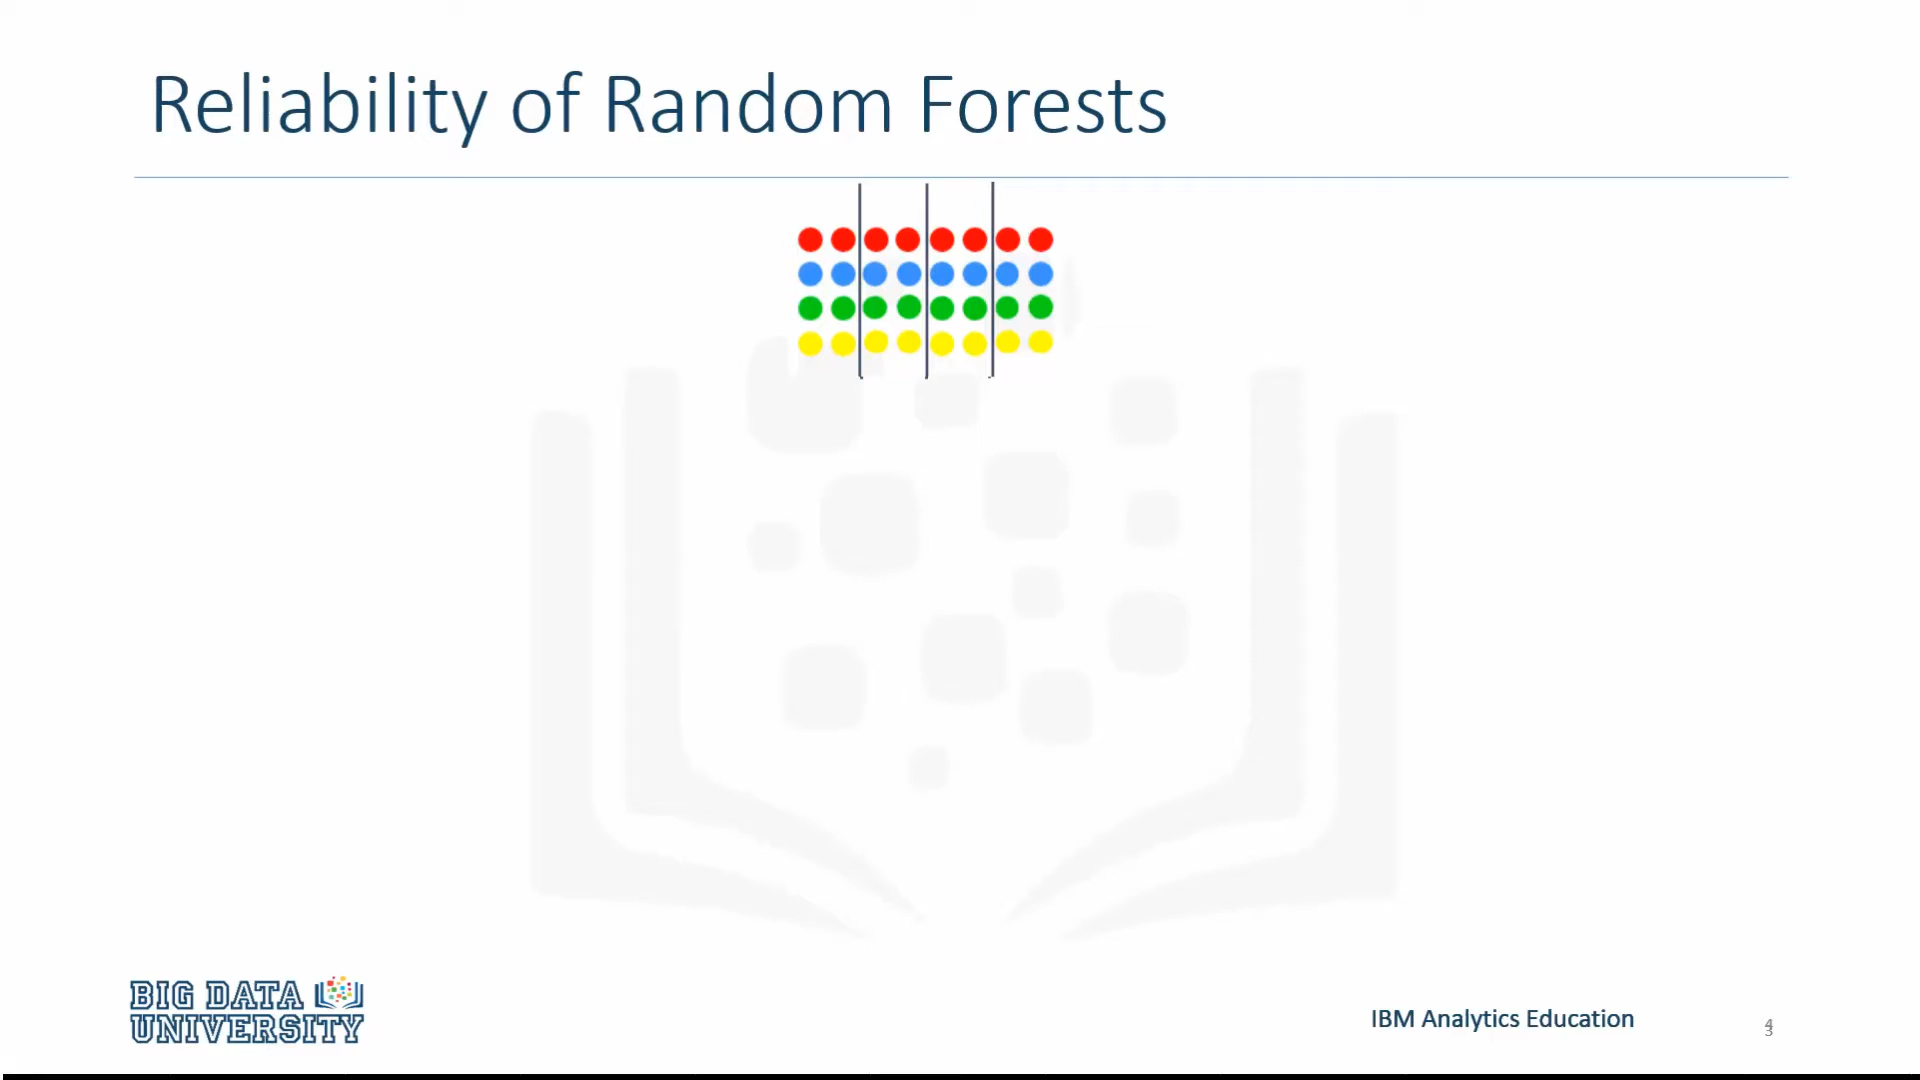 Reliability of Random Forests
BIG DATA
UNIVERSITY
IBM Analytics Education